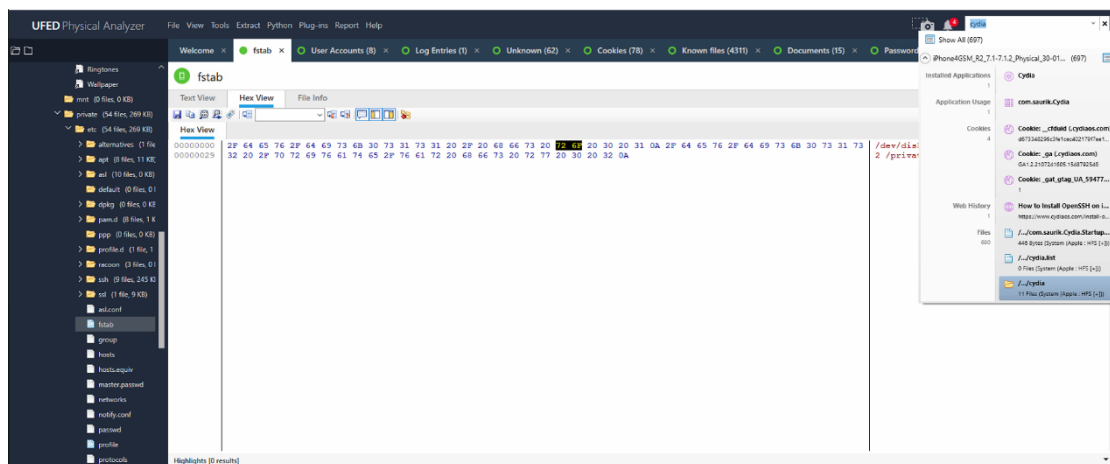 UFED Physical Analyzer
File View Tools Extract Python Plug-ins Report Help
cydia
Welcome × fstab × User Accounts (8) × Log Entries (1) × Unknown (62) × Cookies (78) × Known files (4311) × Documents (15) × Password
Show All (697)
iPhone4GSM_R2_7.1-7.1.2_Physical_30-01... (697)
Installed Applications
1
Cydia
Application Usage
1
com.saurik.Cydia
Cookies
4
Cookie: __cfduid (.cydiaos.com)
Cookie: _ga (.cydiaos.com)
GA1.2.2107241605.1548792545
Cookie: _gat_gtag_UA_59477...
1
Web History
1
How to Install OpenSSH on i...
https://www.cydiaos.com/install-o...
Files
690
/.../com.saurik.Cydia.Startup...
446 Bytes (System (Apple : HFS [+]))
/.../cydia.list
0 Files (System (Apple : HFS [+]))
/.../cydia
11 Files (System (Apple : HFS [+]))
Ringtones
Wallpaper
mnt (0 files, 0 KB)
private (54 files, 269 KB)
etc (54 files, 269 KB)
alternatives (1 file
apt (8 files, 11 KB)
asl (10 files, 0 KB)
default (0 files, 0 l
dpkg (0 files, 0 KB
pam.d (8 files, 1 K
ppp (0 files, 0 KB)
profile.d (1 file, 1
racoon (3 files, 0 l
ssh (9 files, 245 K
ssl (1 file, 9 KB)
asl.conf
fstab
group
hosts
hosts.equiv
master.passwd
networks
notify.conf
passwd
profile
protocols
fstab
Text View Hex View File Info
Hex View
00000000 2F 64 65 76 2F 64 69 73 6B 30 73 31 73 31 20 2F 20 68 66 73 20 72 6F 20 30 20 31 0A 2F 64 65 76 2F 64 69 73 6B 30 73 31 73 /dev/dis
00000029 32 20 2F 70 72 69 76 61 74 65 2F 76 61 72 20 68 66 73 20 72 77 20 30 20 32 0A 2 /priva
Highlights [0 results]